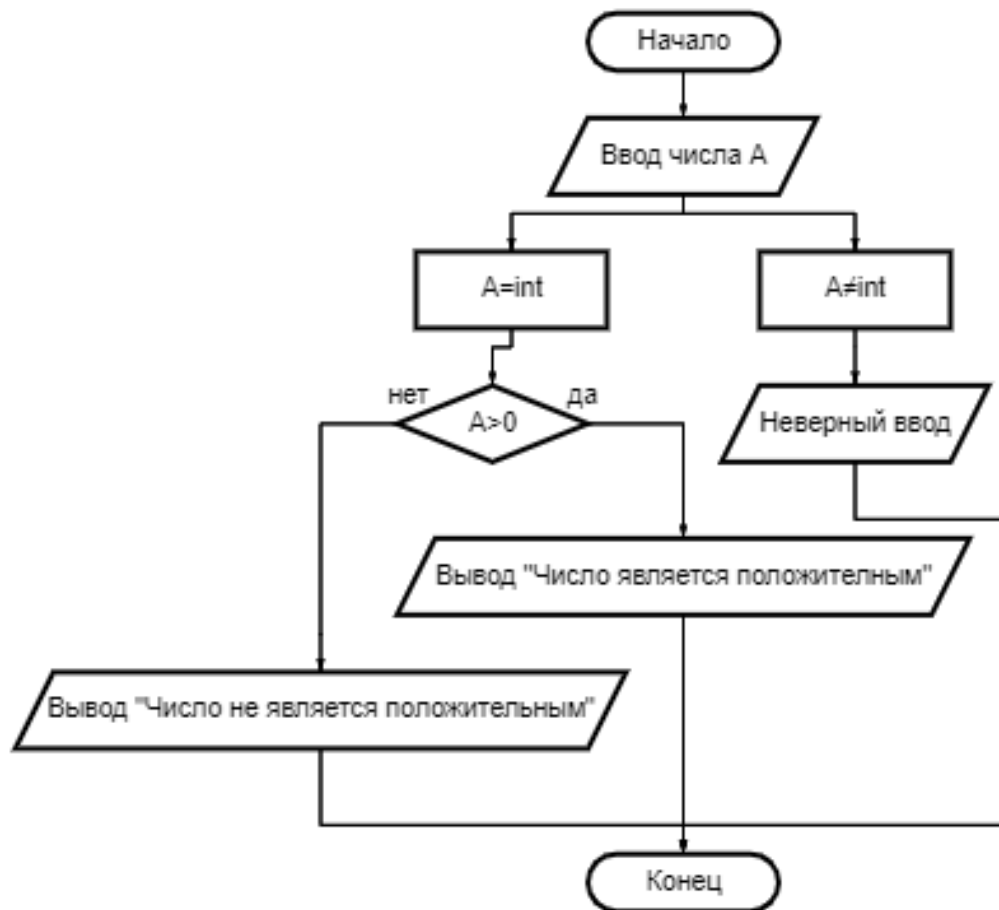 Начало
Ввод числа А
A=int
A≠int
нет
да
A>0
Неверный ввод
Вывод "Число является положителным"
Вывод "Число не является положительным"
Конец